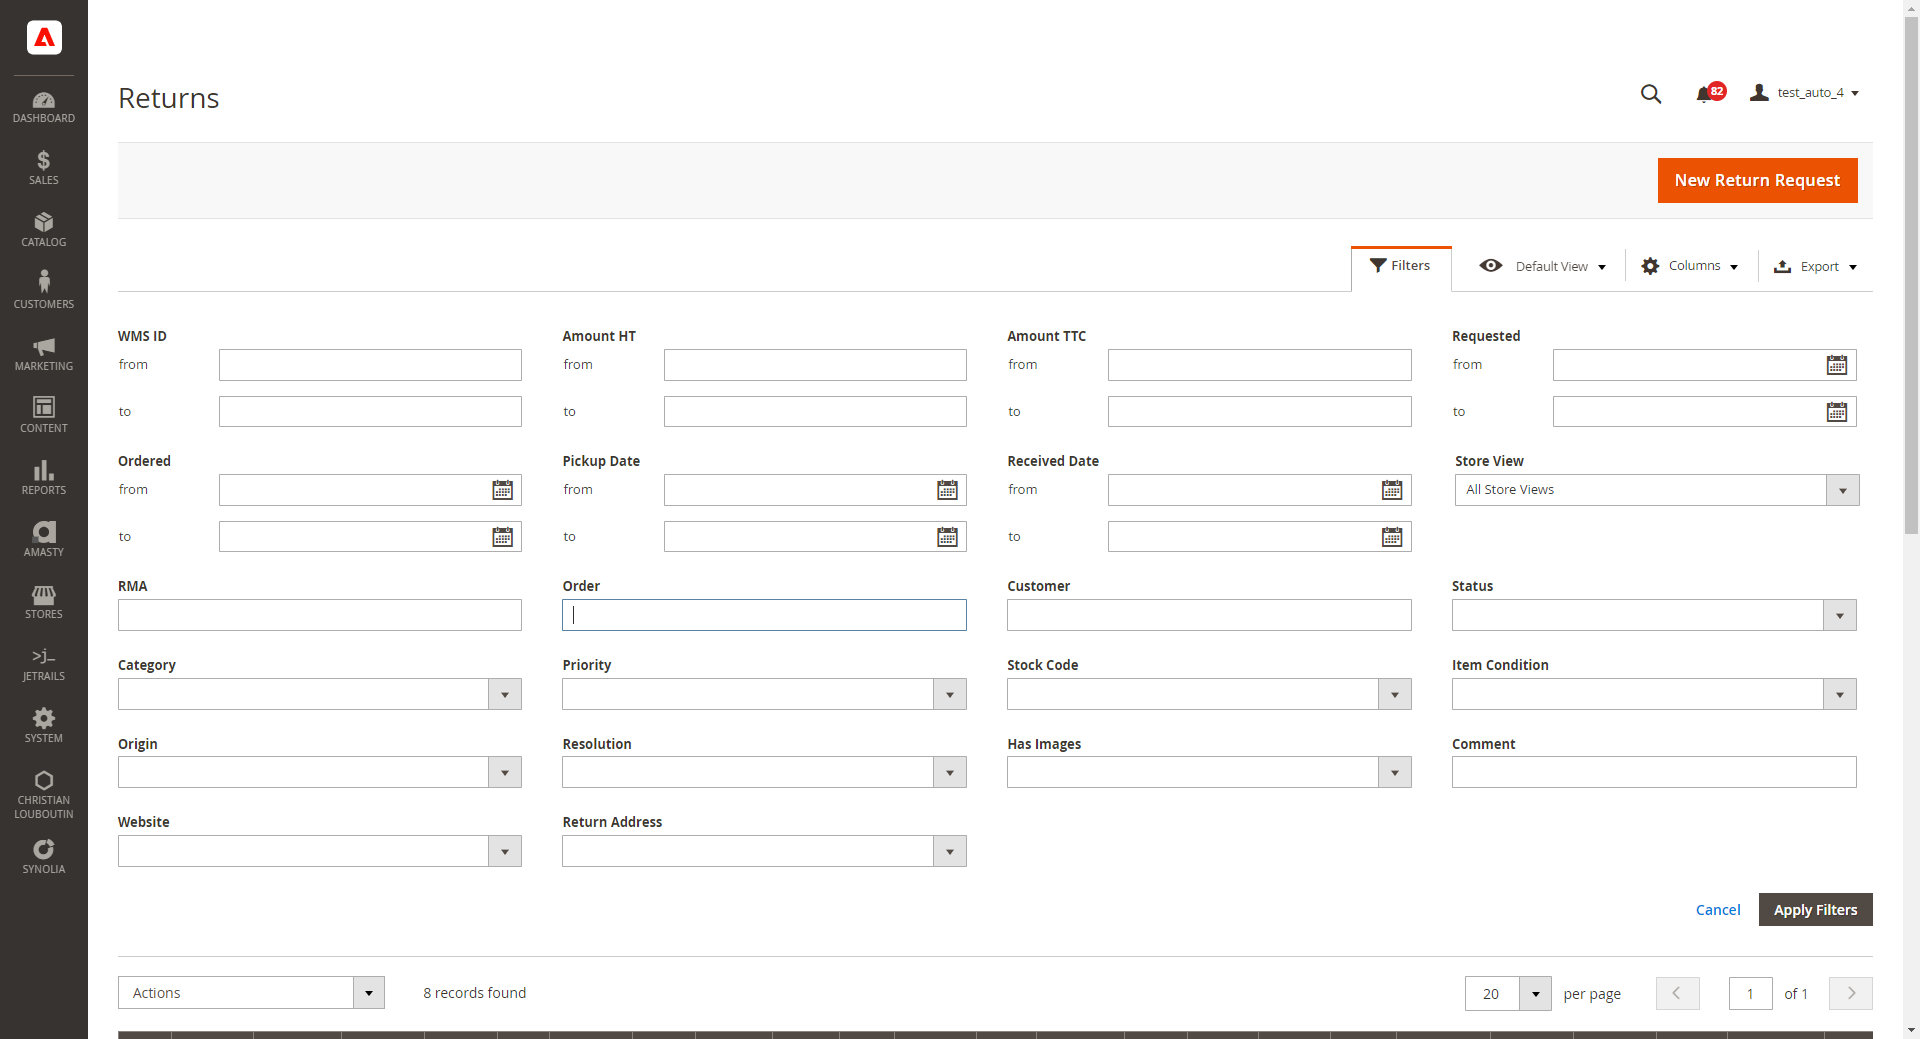 Returns
82
test_auto_4
DASHBOARD
SALES
CATALOG
CUSTOMERS
MARKETING
CONTENT
REPORTS
AMASTY
STORES
>j_
JETRAILS
SYSTEM
CHRISTIAN
LOUBOUTIN
SYNOLIA
New Return Request
Filters
Default View
Columns
Export
WMS ID
from
to
Amount HT
from
to
Amount TTC
from
to
Requested
from
to
Ordered
from
to
Pickup Date
from
to
Received Date
from
to
Store View
All Store Views
RMA
Order
Customer
Status
Category
Priority
Stock Code
Item Condition
Origin
Resolution
Has Images
Comment
Website
Return Address
Cancel
Apply Filters
Actions
8 records found
20
per page
1
of 1